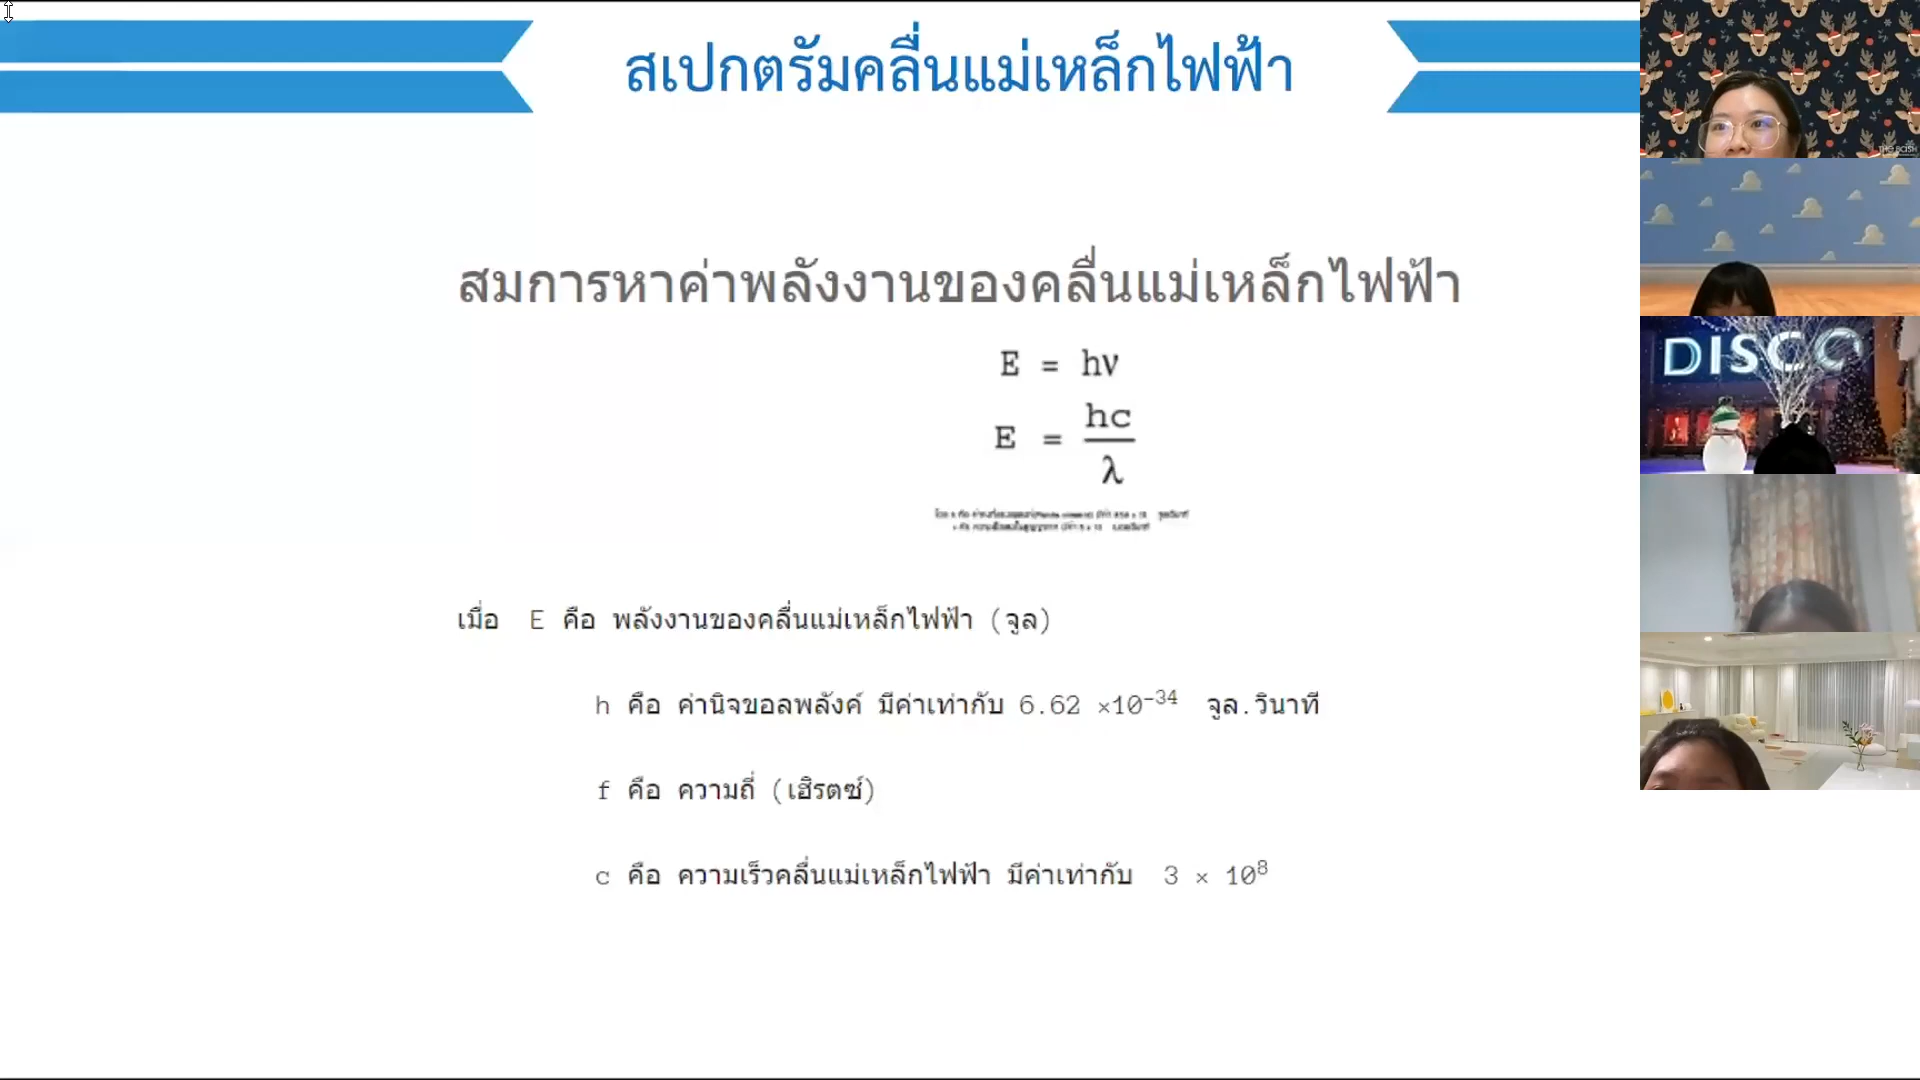 สเปกตรัมคลื่นแม่เหล็กไฟฟ้า
สมการหาค่าพลังงานของคลื่นแม่เหล็กไฟฟ้า
E = hν
E = hc/λ
เมื่อ E คือ พลังงานของคลื่นแม่เหล็กไฟฟ้า (จูล)
h คือ ค่านิจขอลพลังค์ มีค่าเท่ากับ 6.62 ×10⁻³⁴ จูล.วินาที
f คือ ความถี่ (เฮิรตซ์)
c คือ ความเร็วคลื่นแม่เหล็กไฟฟ้า มีค่าเท่ากับ 3 × 10⁸
DISCO